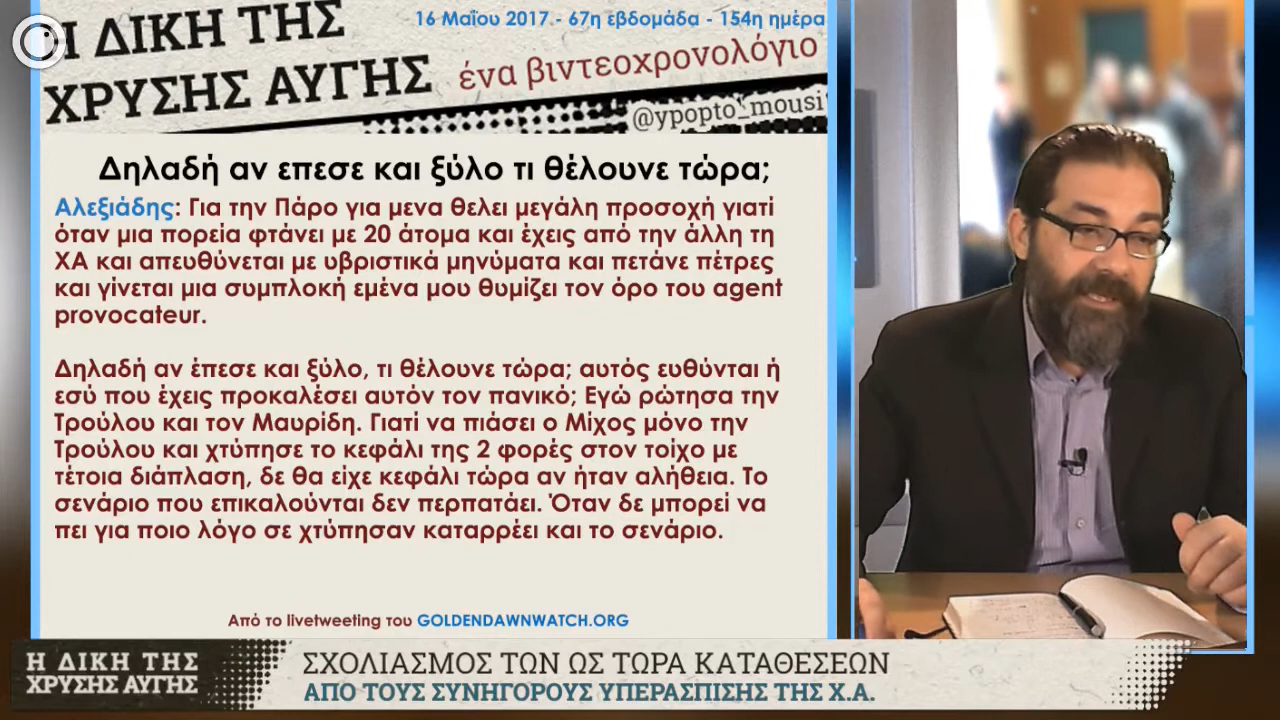 Η ΔΙΚΗ ΤΗΣ
ΧΡΥΣΗΣ ΑΥΓΗΣ
16 Μαΐου 2017 - 67η εβδομάδα - 154η ημέρα
ένα βιντεοχρονολόγιο
@ypopto_mousi
Δηλαδή αν επεσε και ξύλο τι θέλουνε τώρα;
Αλεξιάδης: Για την Πάρο για μενα θελει μεγάλη προσοχή γιατί
όταν μια πορεία φτάνει με 20 άτομα και έχεις από την άλλη τη
ΧΑ και απευθύνεται με υβριστικά μηνύματα και πετάνε πέτρες
και γίνεται μια συμπλοκή εμένα μου θυμίζει τον όρο του agent
provocateur.
Δηλαδή αν έπεσε και ξύλο, τι θέλουνε τώρα; αυτός ευθύνται ή
εσύ που έχεις προκαλέσει αυτόν τον πανικό; Εγώ ρώτησα την
Τρούλου και τον Μαυρίδη. Γιατί να πιάσει ο Μίχος μόνο την
Τρούλου και χτύπησε το κεφάλι της 2 φορές στον τοίχο με
τέτοια διάπλαση, δε θα είχε κεφάλι τώρα αν ήταν αλήθεια. Το
σενάριο που επικαλούνται δεν περπατάει. Όταν δε μπορεί να
πει για ποιο λόγο σε χτύπησαν καταρρέει και το σενάριο.
Από το livetweeting του GOLDENDAWNWATCH.ORG
Η ΔΙΚΗ ΤΗΣ
ΧΡΥΣΗΣ ΑΥΓΗΣ
ΣΧΟΛΙΑΣΜΟΣ ΤΩΝ ΩΣ ΤΩΡΑ ΚΑΤΑΘΕΣΕΩΝ
ΑΠΟ ΤΟΥΣ ΣΥΝΗΓΟΡΟΥΣ ΥΠΕΡΑΣΠΙΣΗΣ ΤΗΣ Χ.Α.